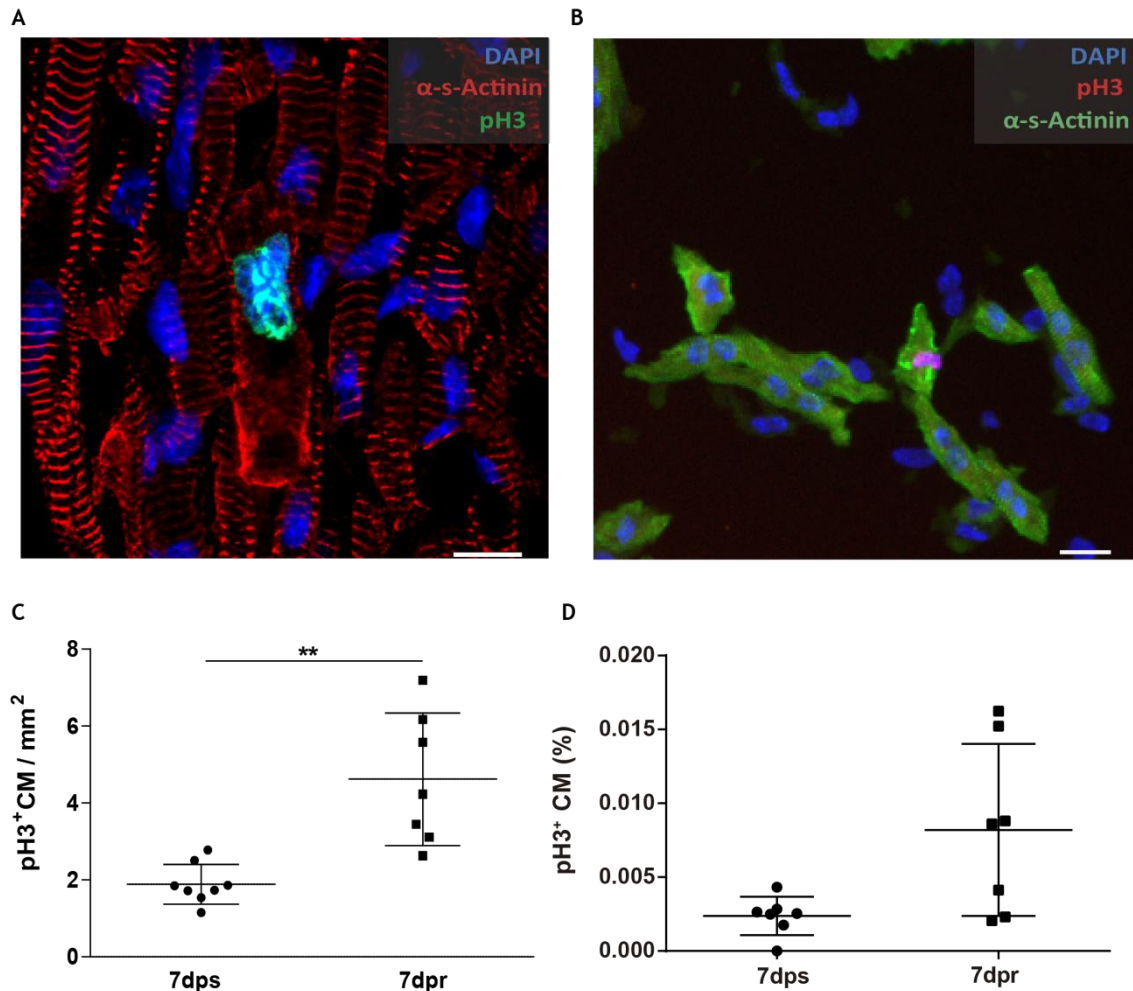 A
DAPI
α-s-Actinin
pH3
B
DAPI
pH3
α-s-Actinin
C
8
6
4
2
0
pH3⁺CM / mm²
**
7dps
7dpr
D
0.020
0.015
0.010
0.005
0.000
pH3⁺ CM (%)
7dps
7dpr